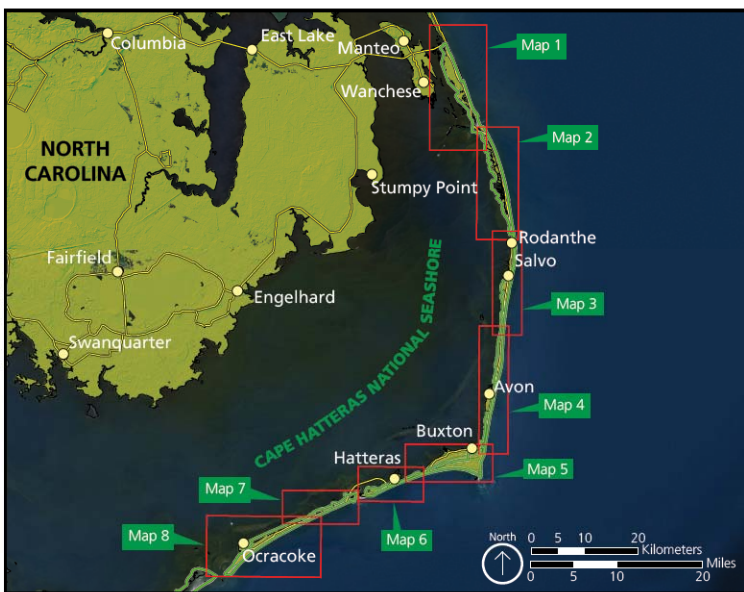 Columbia
East Lake
Manteo
Map 1
Wanchese
NORTH
CAROLINA
Map 2
Stumpy Point
Rodanthe
Salvo
Fairfield
Engelhard
Map 3
CAPE HATTERAS NATIONAL SEASHORE
Swanquarter
Avon
Map 4
Buxton
Hatteras
Map 5
Map 7
Map 6
Map 8
Ocracoke
North
0 5 10 20
Kilometers
Miles
0 5 10 20